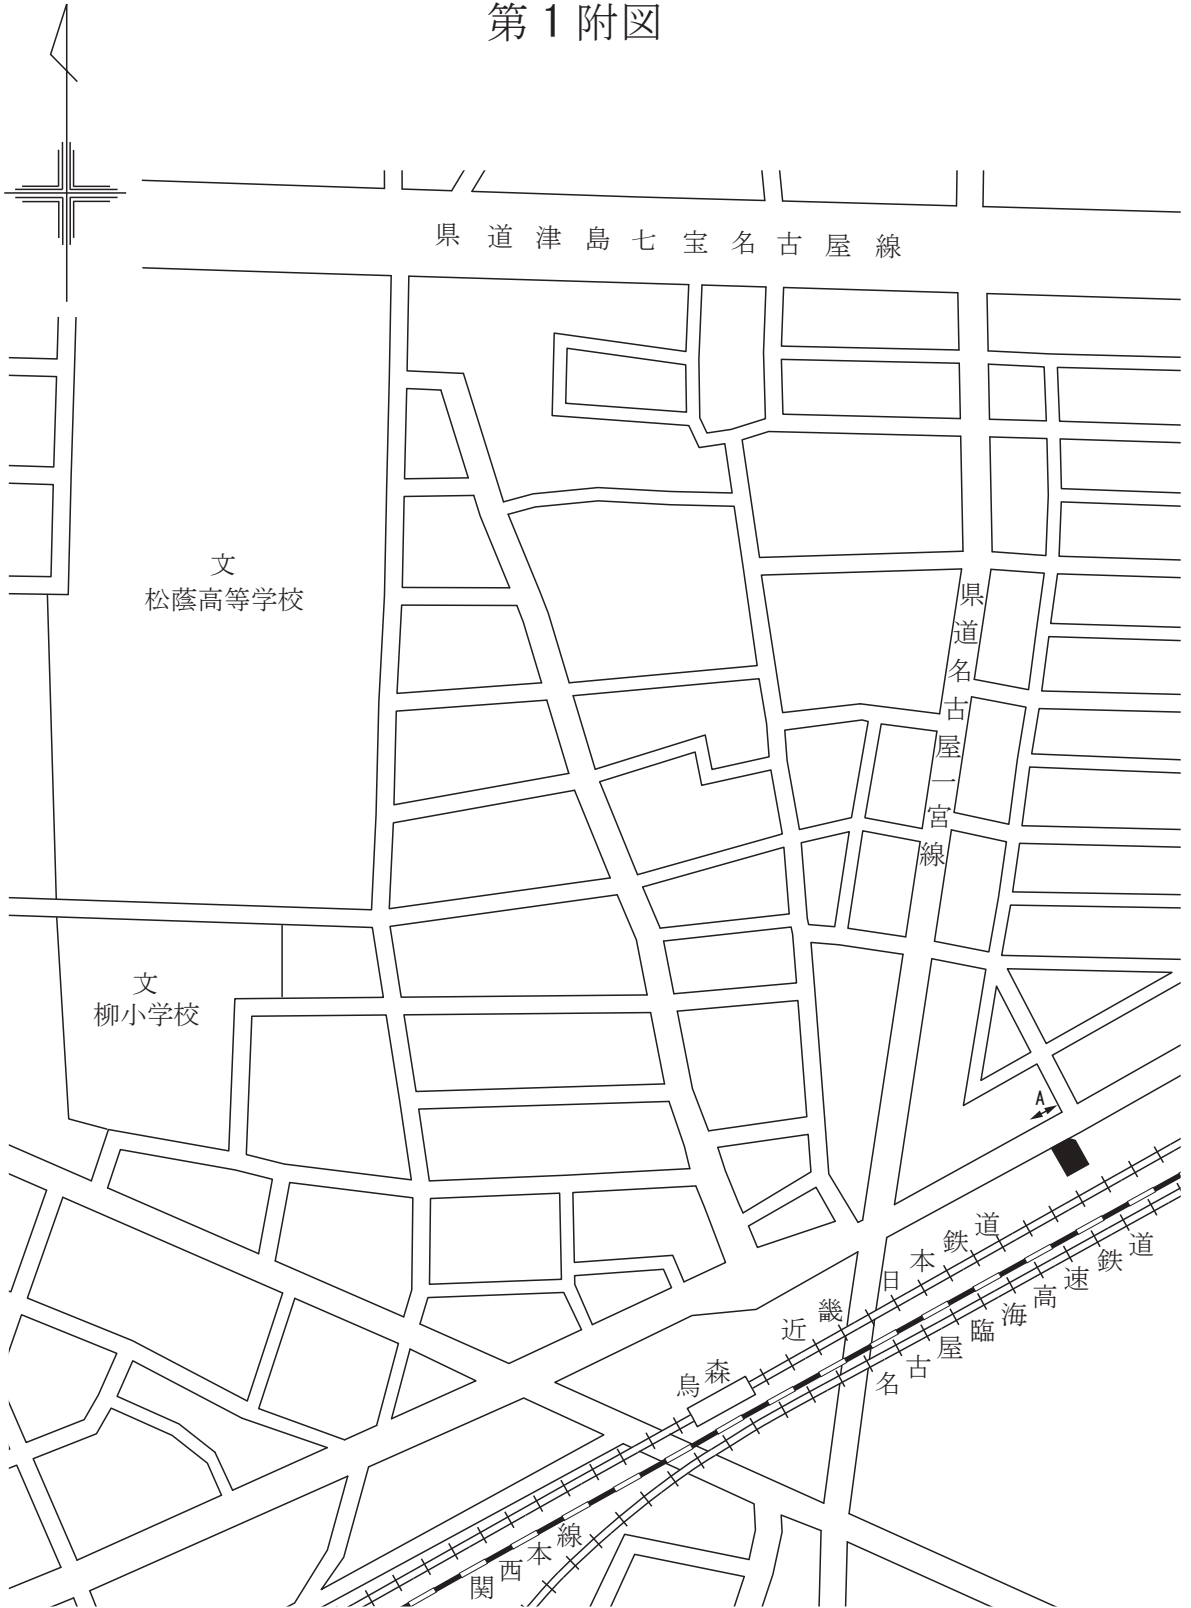 第1附図
県道津島七宝名古屋線
文
松蔭高等学校
県道名古屋一宮線
文
柳小学校
A
近畿日本鉄道
名古屋臨海高速鉄道
烏森
関西本線